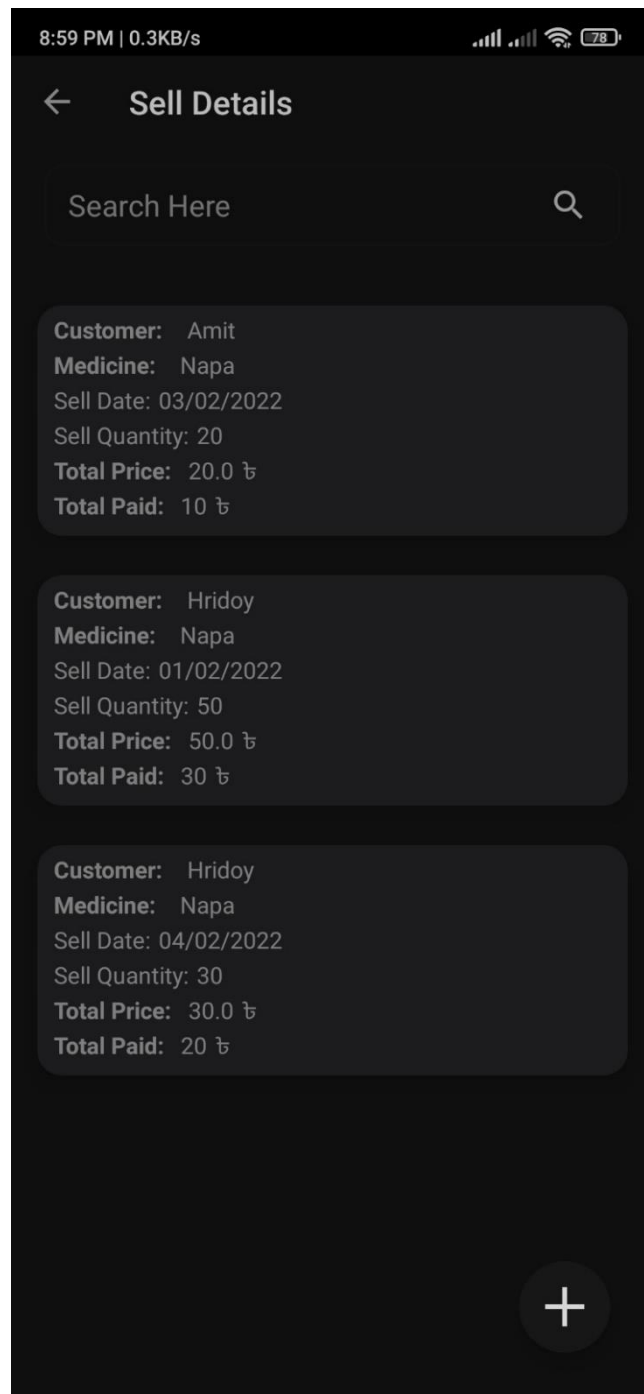 8:59 PM | 0.3KB/s 78
Sell Details
Search Here
Customer: Amit
Medicine: Napa
Sell Date: 03/02/2022
Sell Quantity: 20
Total Price: 20.0 ৳
Total Paid: 10 ৳
Customer: Hridoy
Medicine: Napa
Sell Date: 01/02/2022
Sell Quantity: 50
Total Price: 50.0 ৳
Total Paid: 30 ৳
Customer: Hridoy
Medicine: Napa
Sell Date: 04/02/2022
Sell Quantity: 30
Total Price: 30.0 ৳
Total Paid: 20 ৳